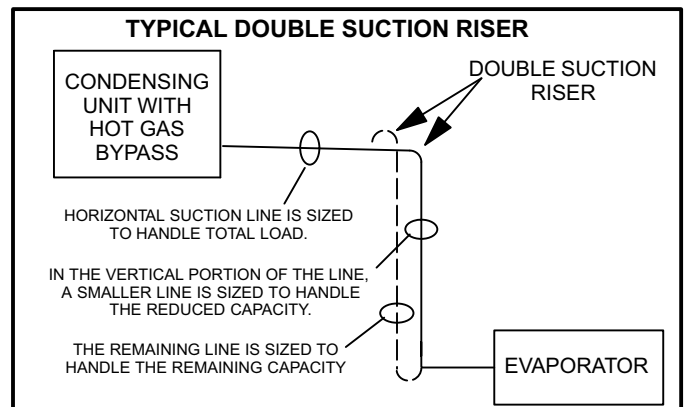 TYPICAL DOUBLE SUCTION RISER
CONDENSING
UNIT WITH
HOT GAS
BYPASS
DOUBLE SUCTION
RISER
HORIZONTAL SUCTION LINE IS SIZED
TO HANDLE TOTAL LOAD.
IN THE VERTICAL PORTION OF THE LINE,
A SMALLER LINE IS SIZED TO HANDLE
THE REDUCED CAPACITY.
THE REMAINING LINE IS SIZED TO
HANDLE THE REMAINING CAPACITY
EVAPORATOR